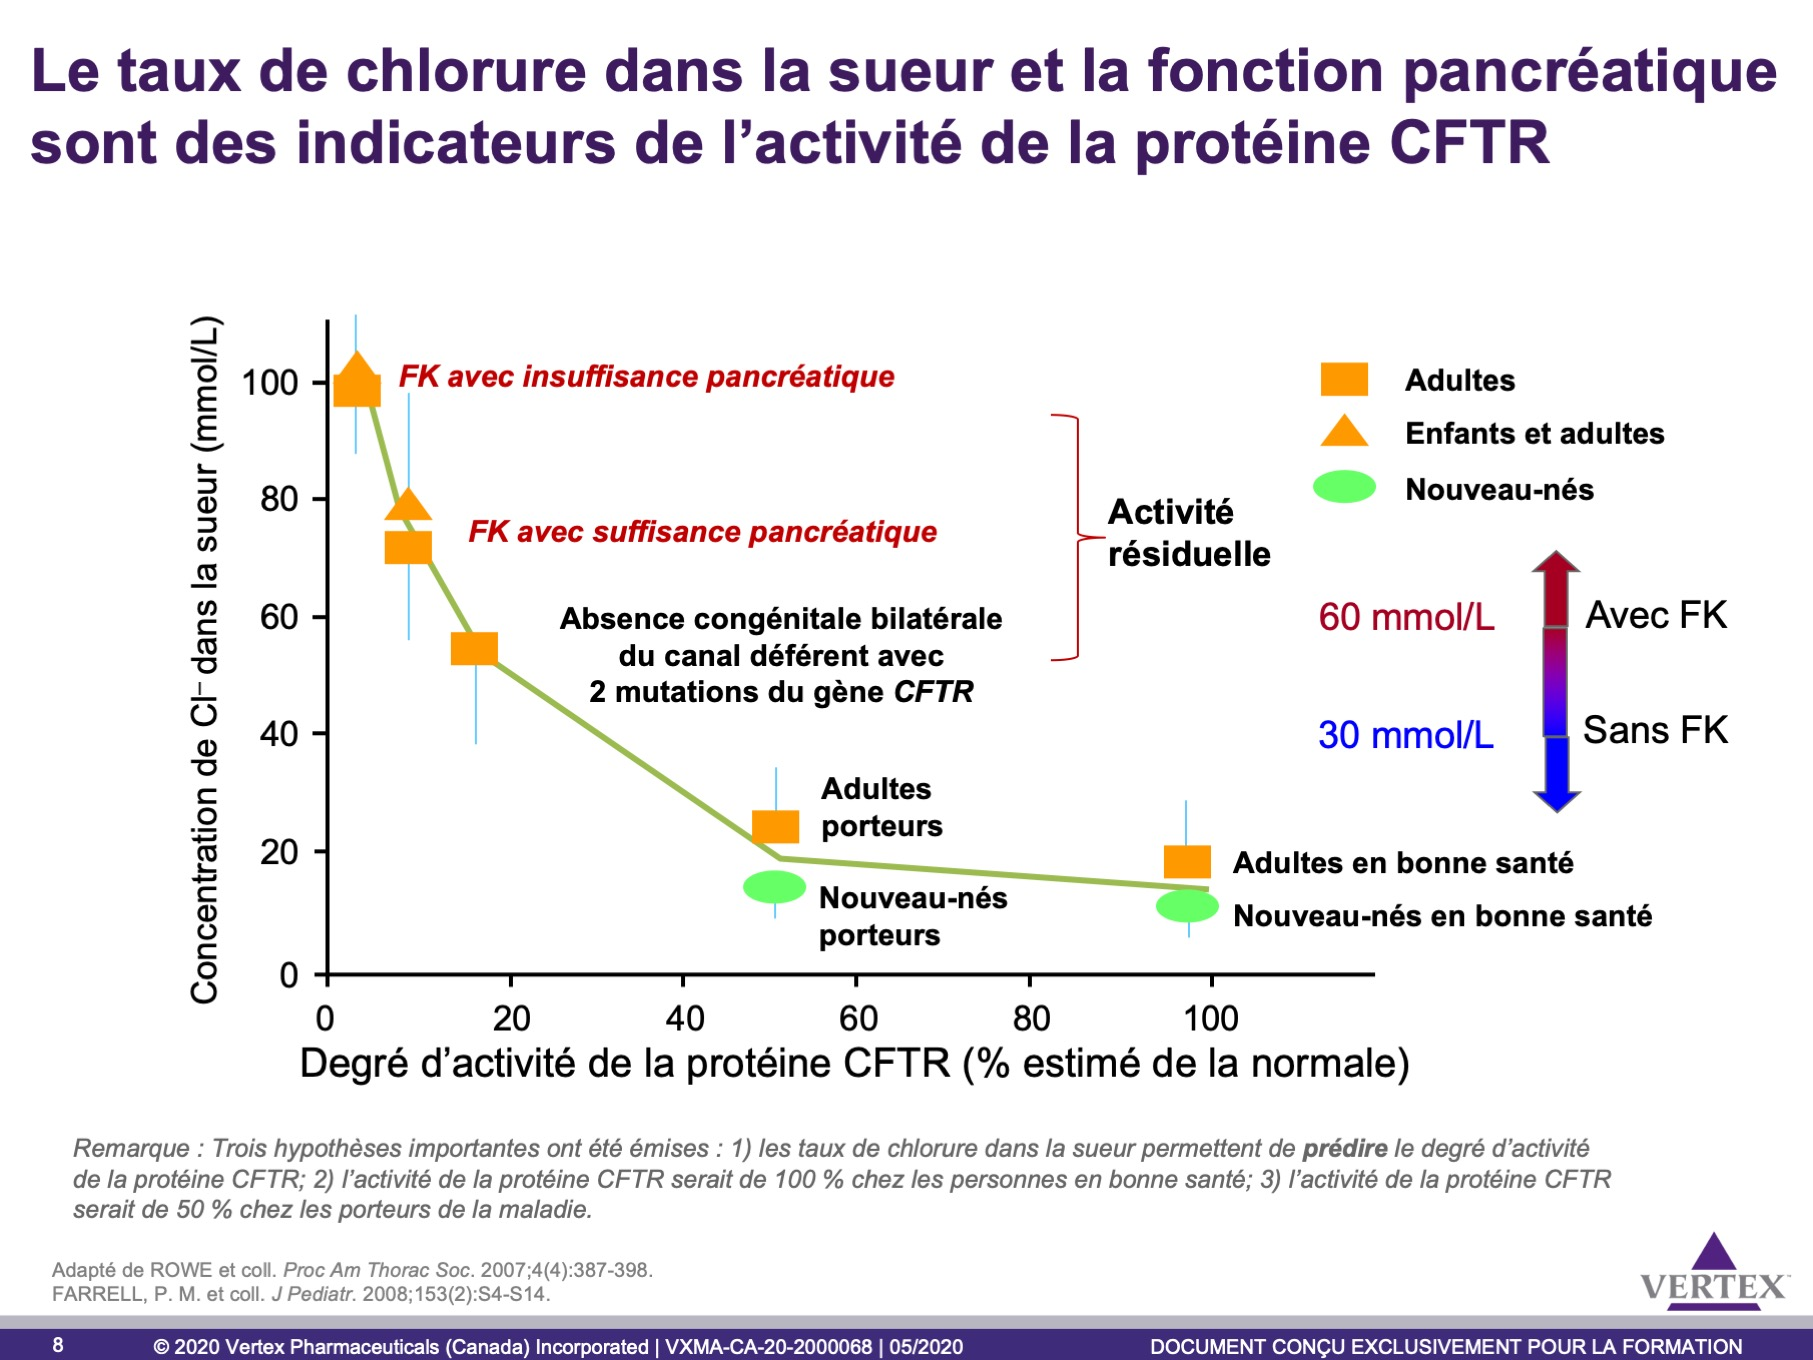 Le taux de chlorure dans la sueur et la fonction pancréatique
sont des indicateurs de l’activité de la protéine CFTR
Concentration de Cl– dans la sueur (mmol/L)
100
80
60
40
20
0
FK avec insuffisance pancréatique
FK avec suffisance pancréatique
Absence congénitale bilatérale
du canal déférent avec
2 mutations du gène CFTR
Activité
résiduelle
Adultes
porteurs
Nouveau-nés
porteurs
Adultes en bonne santé
Nouveau-nés en bonne santé
Adultes
Enfants et adultes
Nouveau-nés
60 mmol/L
Avec FK
30 mmol/L
Sans FK
0 20 40 60 80 100
Degré d’activité de la protéine CFTR (% estimé de la normale)
Remarque : Trois hypothèses importantes ont été émises : 1) les taux de chlorure dans la sueur permettent de prédire le degré d’activité
de la protéine CFTR; 2) l’activité de la protéine CFTR serait de 100 % chez les personnes en bonne santé; 3) l’activité de la protéine CFTR
serait de 50 % chez les porteurs de la maladie.
Adapté de ROWE et coll. Proc Am Thorac Soc. 2007;4(4):387-398.
FARRELL, P. M. et coll. J Pediatr. 2008;153(2):S4-S14.
VERTEX
8
© 2020 Vertex Pharmaceuticals (Canada) Incorporated | VXMA-CA-20-2000068 | 05/2020
DOCUMENT CONÇU EXCLUSIVEMENT POUR LA FORMATION